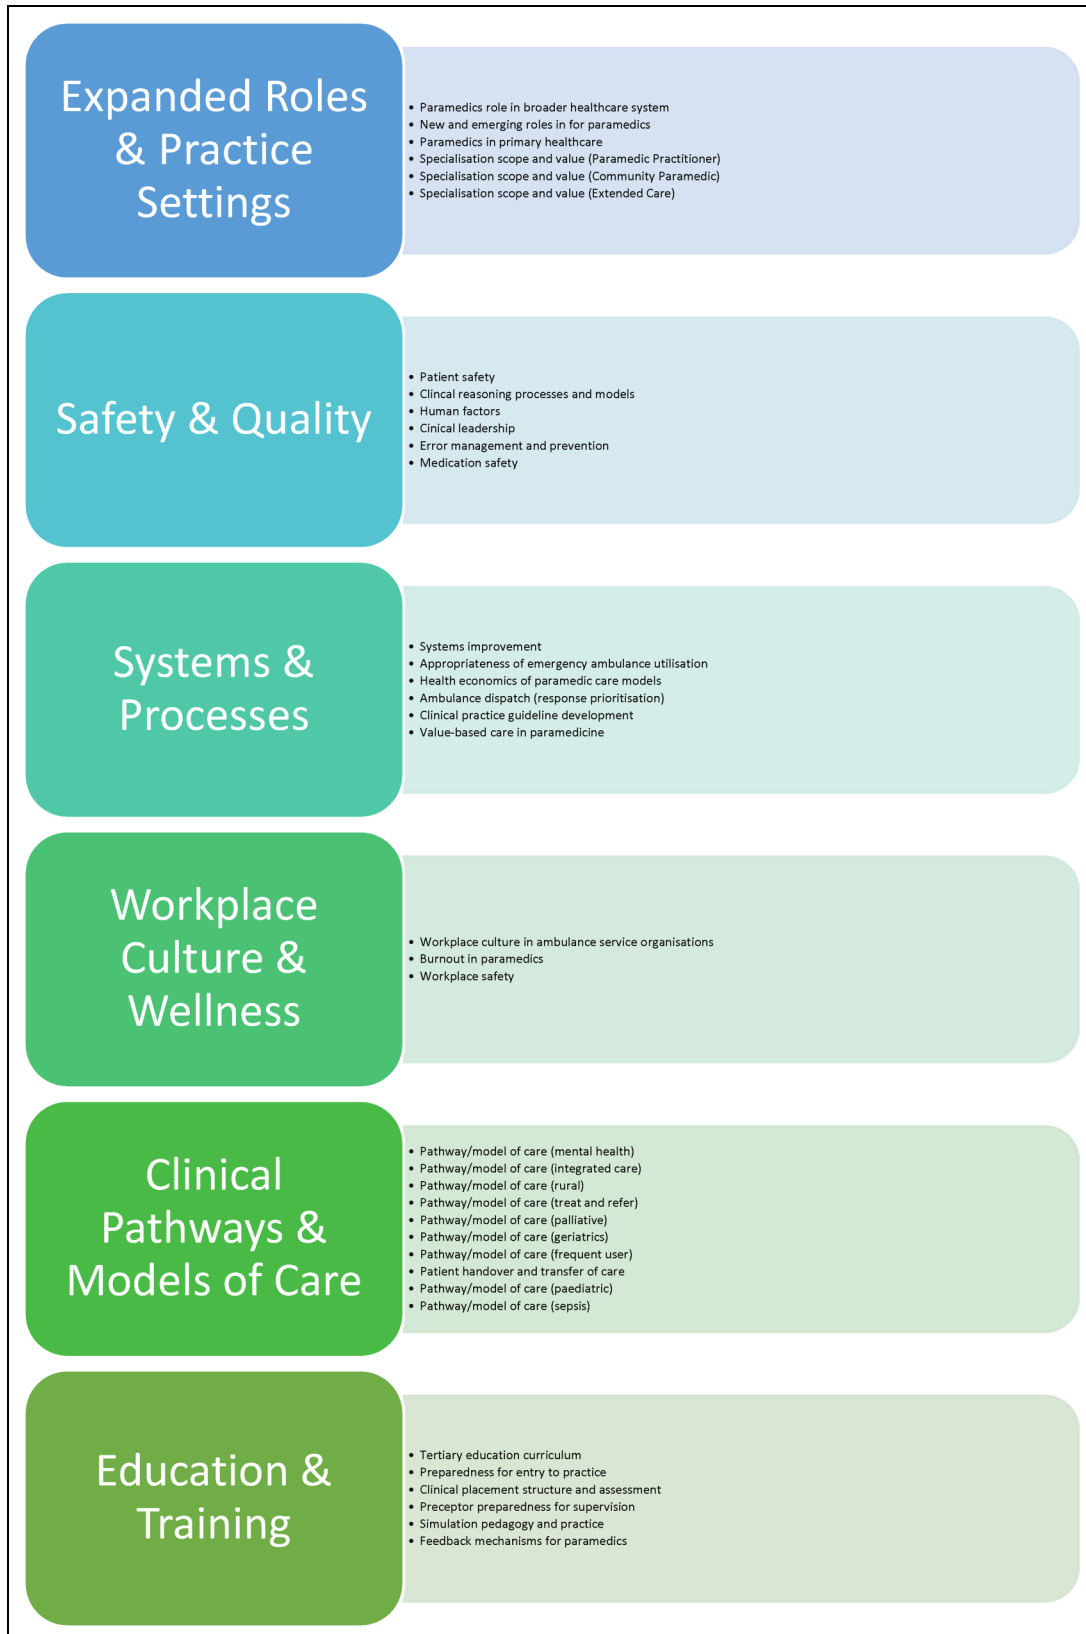 Expanded Roles
& Practice
Settings
• Paramedics role in broader healthcare system
• New and emerging roles in for paramedics
• Paramedics in primary healthcare
• Specialisation scope and value (Paramedic Practitioner)
• Specialisation scope and value (Community Paramedic)
• Specialisation scope and value (Extended Care)
Safety & Quality
• Patient safety
• Clincal reasoning processes and models
• Human factors
• Cinical leadership
• Error management and prevention
• Medication safety
Systems &
Processes
• Systems improvement
• Appropriateness of emergency ambulance utilisation
• Health economics of paramedic care models
• Ambulance dispatch (response prioritisation)
• Clinical practice guideline development
• Value-based care in paramedicine
Workplace
Culture &
Wellness
• Workplace culture in ambulance service organisations
• Burnout in paramedics
• Workplace safety
Clinical
Pathways &
Models of Care
• Pathway/model of care (mental health)
• Pathway/model of care (integrated care)
• Pathway/model of care (rural)
• Pathway/model of care (treat and refer)
• Pathway/model of care (palliative)
• Pathway/model of care (geriatrics)
• Pathway/model of care (frequent user)
• Patient handover and transfer of care
• Pathway/model of care (paediatric)
• Pathway/model of care (sepsis)
Education &
Training
• Tertiary education curriculum
• Preparedness for entry to practice
• Clinical placement structure and assessment
• Preceptor preparedness for supervision
• Simulation pedagogy and practice
• Feedback mechanisms for paramedics